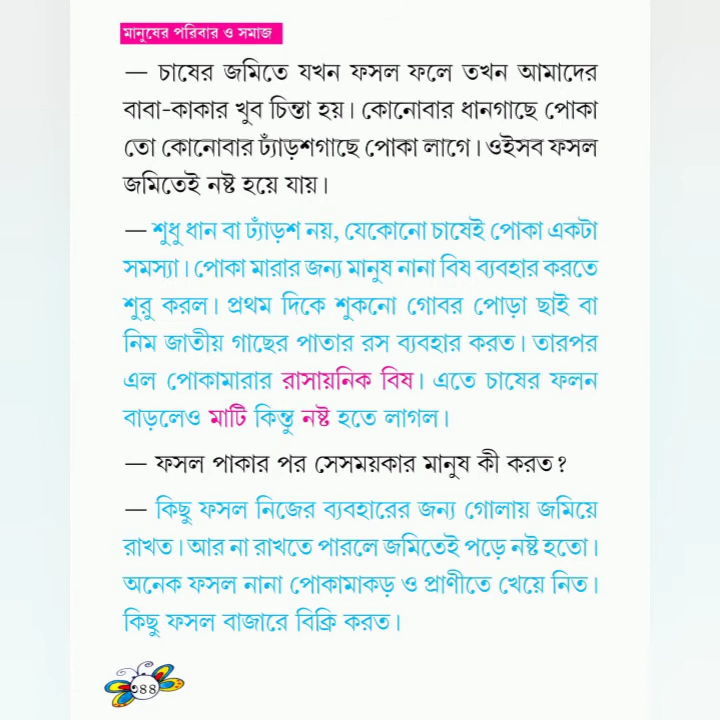 মানুষের পরিবার ও সমাজ
— চাষের জমিতে যখন ফসল ফলে তখন আমাদের
বাবা-কাকার খুব চিন্তা হয়। কোনোবার ধানগাছে পোকা
তো কোনোবার ঢ্যাঁড়শগাছে পোকা লাগে। ওইসব ফসল
জমিতেই নষ্ট হয়ে যায়।
— শুধু ধান বা ঢ্যাঁড়শ নয়, যেকোনো চাষেই পোকা একটা
সমস্যা। পোকা মারার জন্য মানুষ নানা বিষ ব্যবহার করতে
শুরু করল। প্রথম দিকে শুকনো গোবর পোড়া ছাই বা
নিম জাতীয় গাছের পাতার রস ব্যবহার করত। তারপর
এল পোকামারার রাসায়নিক বিষ। এতে চাষের ফলন
বাড়লেও মাটি কিন্তু নষ্ট হতে লাগল।
— ফসল পাকার পর সেসময়কার মানুষ কী করত?
— কিছু ফসল নিজের ব্যবহারের জন্য গোলায় জমিয়ে
রাখত। আর না রাখতে পারলে জমিতেই পড়ে নষ্ট হতো।
অনেক ফসল নানা পোকামাকড় ও প্রাণীতে খেয়ে নিত।
কিছু ফসল বাজারে বিক্রি করত।
৩৪৪